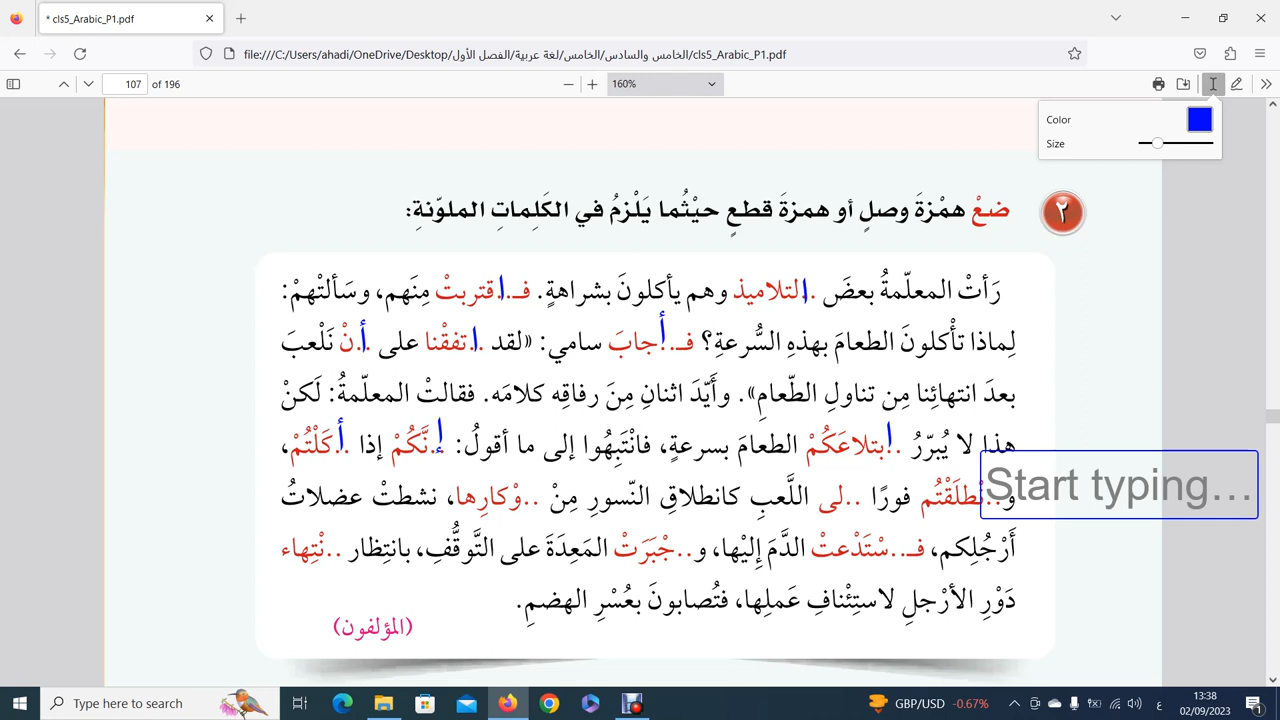 * cls5_Arabic_P1.pdf
file:///C:/Users/ahadi/OneDrive/Desktop/الفصل الأول/لغة عربية/الخامس/الخامس والسادس/cls5_Arabic_P1.pdf
107 of 196
160%
Color
Size
٢ ضعْ همْزةَ وصلٍ أو همزةَ قطعٍ حيْثُما يَلْزمُ في الكَلِماتِ الملوّنةِ:
رَأتْ المعلّمةُ بعضَ ..التلاميذ وهم يأكلونَ بشراهةٍ. فـ..اقتربتْ مِنَهم، وسَألتْهمْ:
لِماذا تأْكلونَ الطعامَ بهذهِ السُّرعةِ؟ فـ..أجابَ سامي: «لقد ..اتفقْنا على ..أنْ نَلْعبَ
بعدَ انتهائِنا مِن تناولِ الطّعامِ». وأَيّدَ اثنانِ مِنَ رفاقِه كلامَه. فقالتْ المعلّمةُ: لَكنْ
هذا لا يُبرّرُ ..ابتلاعَكُمْ الطعامَ بسرعةٍ، فانْتَبِهُوا إلى ما أقولُ: ..إنَّكُمْ إذا ..أكَلْتُمْ،
و..نْطلَقْتُم فورًا ..لى اللَّعبِ كانطلاقِ النّسورِ مِنْ ..وْكارِها، نشطتْ عضلاتُ
أَرْجُلِكم، فـ..سْتَدْعتْ الدَّمَ إِليْها، و..جْبَرَتْ المَعِدَةَ على التَّوقُّفِ، بانتِظار ..نْتِهاء
دَوْرِ الأرْجلِ لاستِئْنافِ عَملِها، فتُصابونَ بعُسْرِ الهضمِ.
(المؤلفون)
Start typing…
Type here to search
GBP/USD -0.67%
ع
13:38
02/09/2023
1